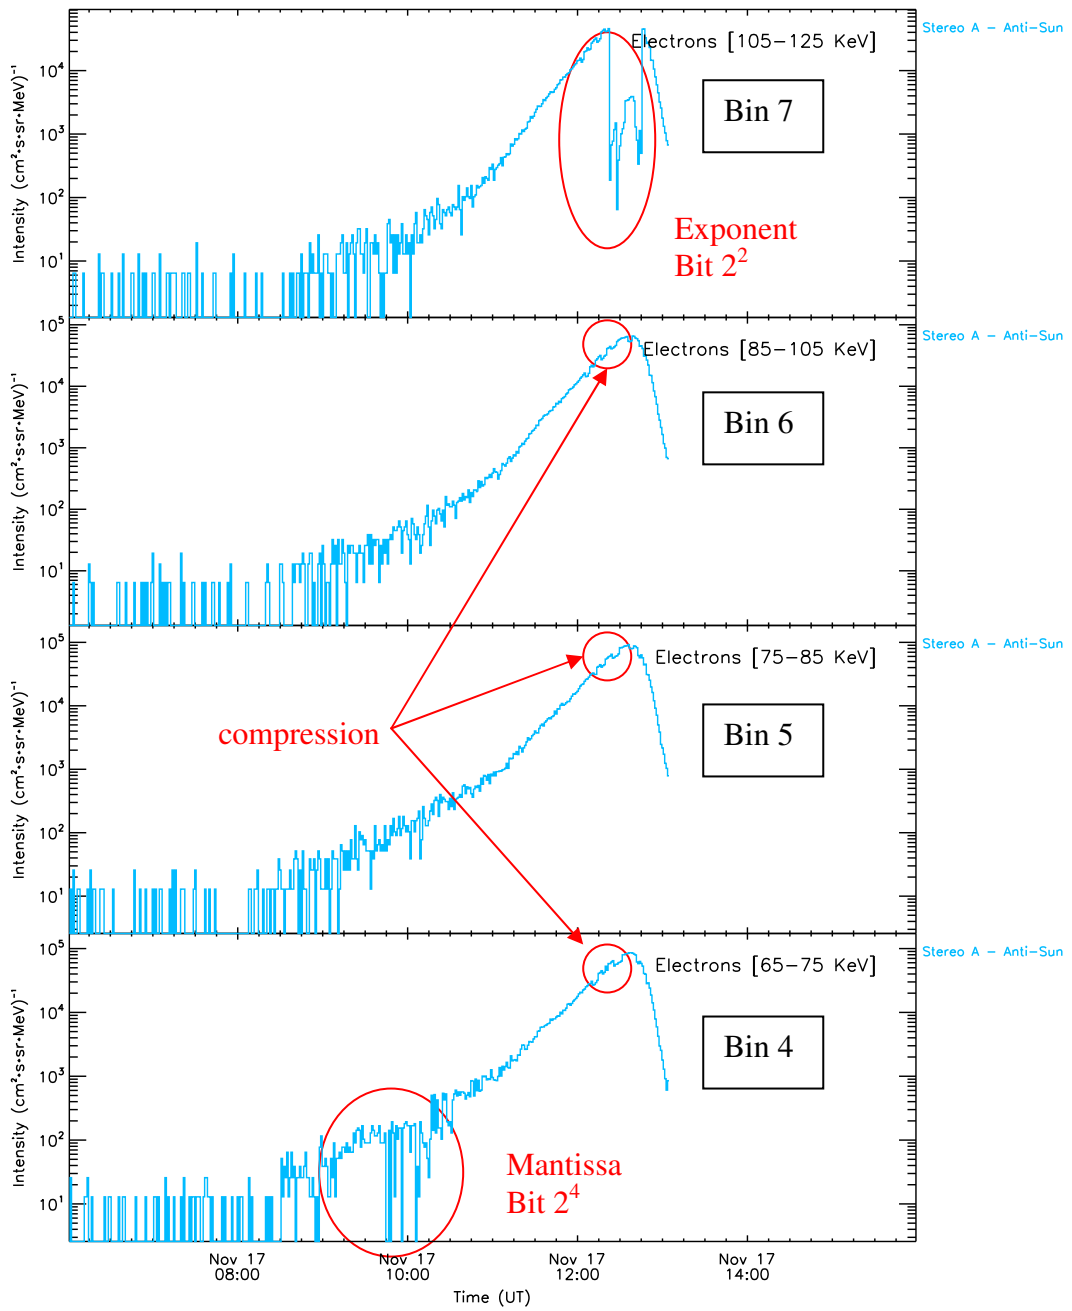 Stereo A – Anti-Sun
Electrons [105–125 KeV]
Bin 7
Exponent
Bit 2²
Intensity (cm²·s·sr·MeV)⁻¹
10⁴
10³
10²
10¹
Stereo A – Anti-Sun
Electrons [85–105 KeV]
Bin 6
Intensity (cm²·s·sr·MeV)⁻¹
10⁵
10⁴
10³
10²
10¹
Stereo A – Anti-Sun
Electrons [75–85 KeV]
Bin 5
compression
Intensity (cm²·s·sr·MeV)⁻¹
10⁵
10⁴
10³
10²
10¹
Stereo A – Anti-Sun
Electrons [65–75 KeV]
Bin 4
Mantissa
Bit 2⁴
Intensity (cm²·s·sr·MeV)⁻¹
10⁵
10⁴
10³
10²
10¹
Nov 17 Nov 17 Nov 17 Nov 17
08:00 10:00 12:00 14:00
Time (UT)